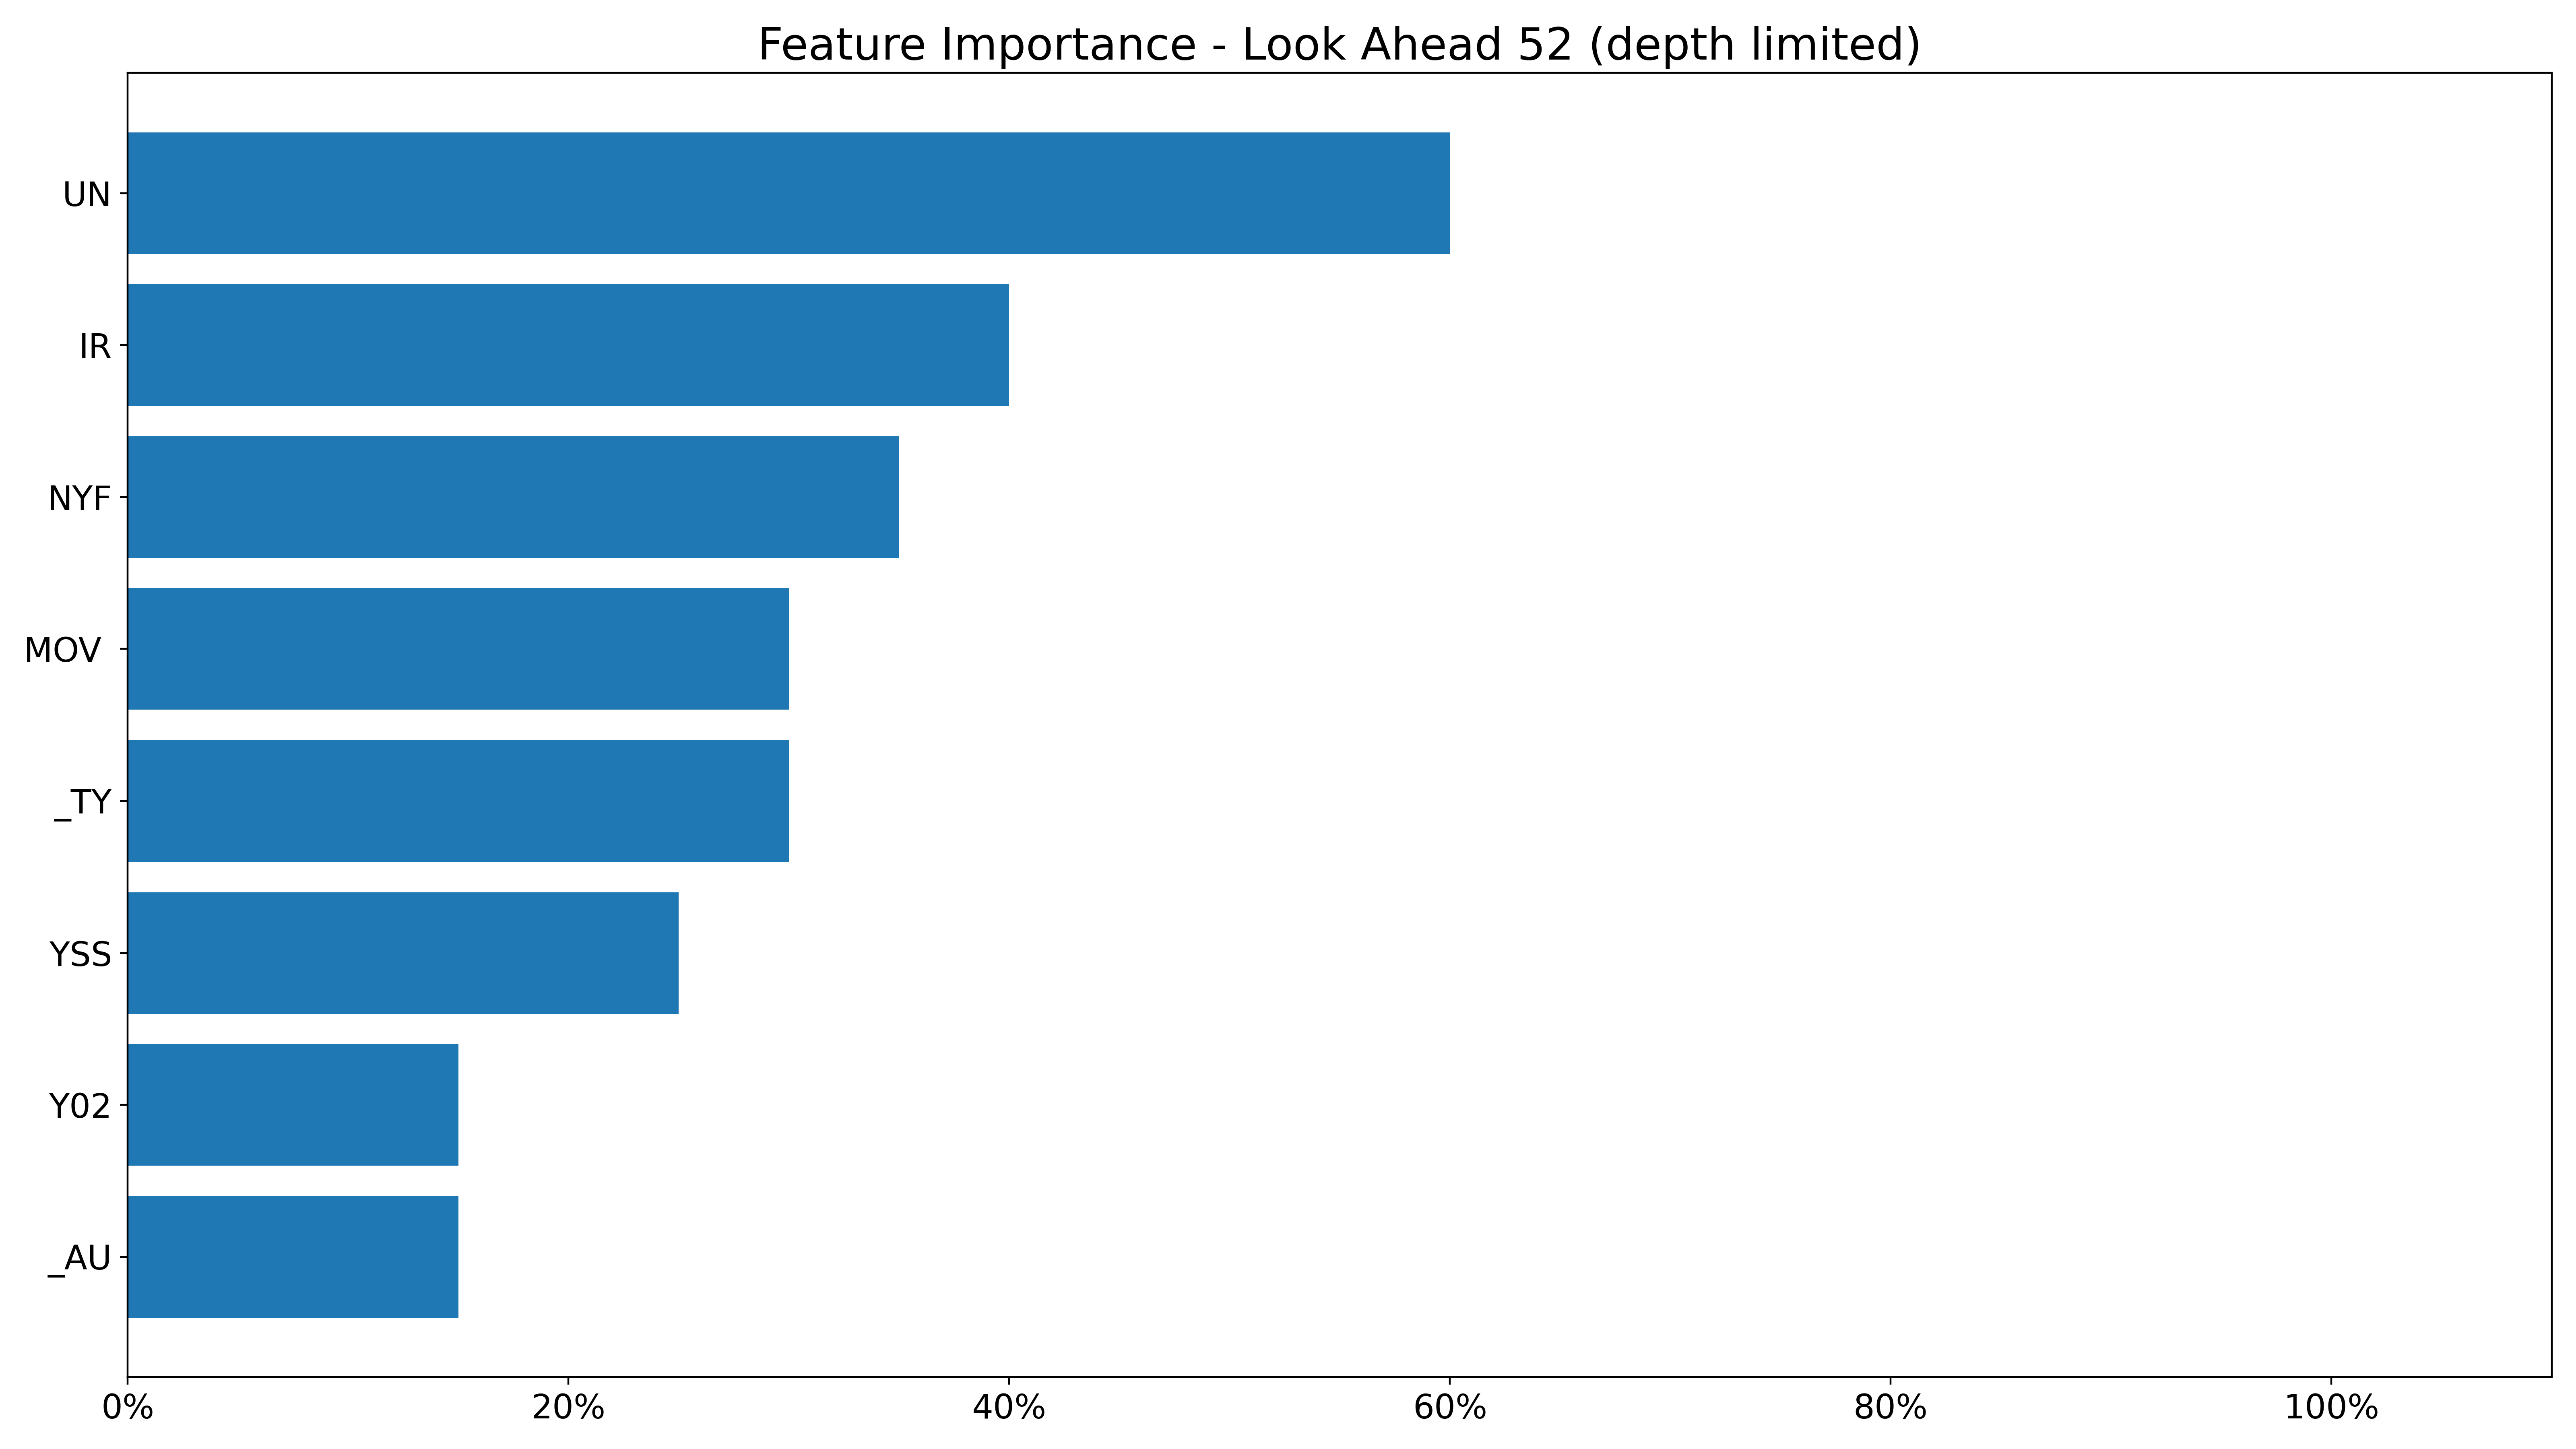 Feature Importance - Look Ahead 52 (depth limited)
UN
IR
NYF
MOV
_TY
YSS
Y02
_AU
0% 20% 40% 60% 80% 100%